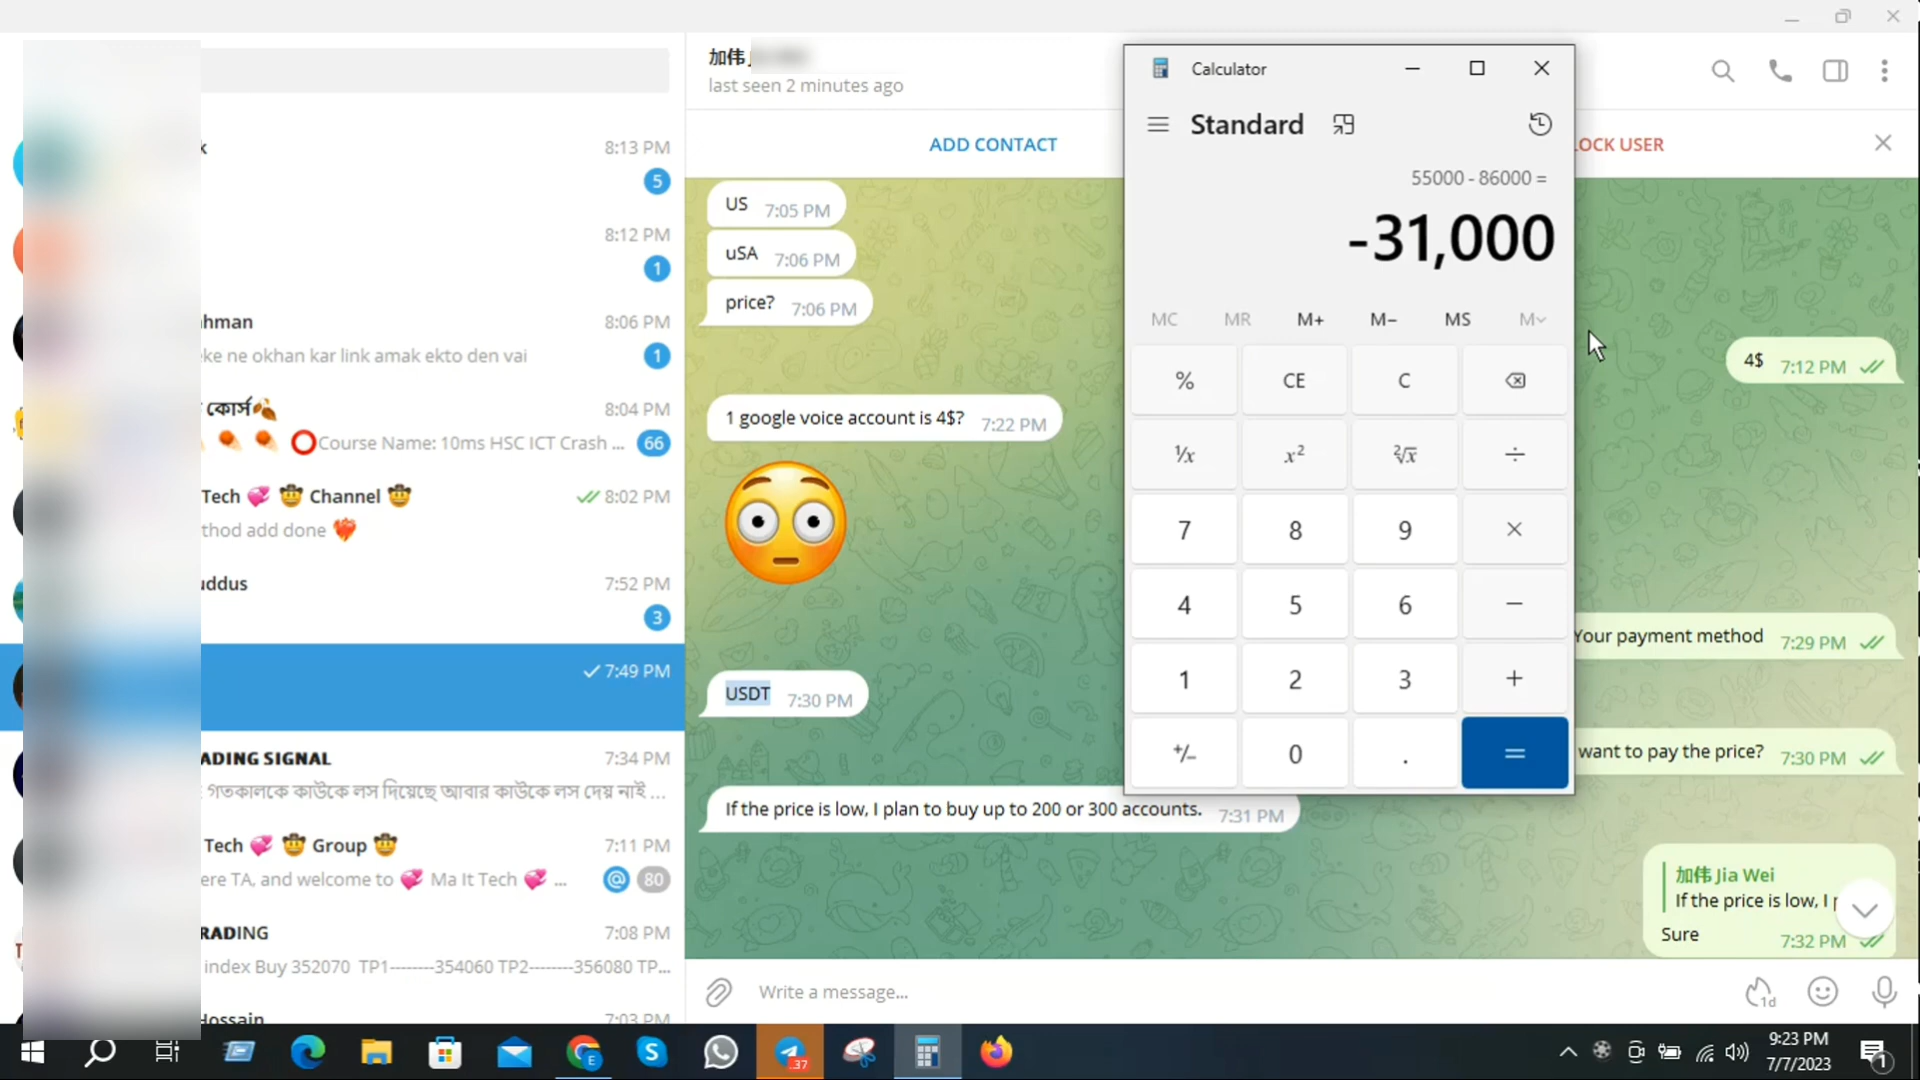 k
8:13 PM
5
8:12 PM
1
ahman
8:06 PM
eke ne okhan kar link amak ekto den vai
1
কোর্স🍂
8:04 PM
Course Name: 10ms HSC ICT Crash ...
66
Tech 💞 🤠 Channel 🤠
8:02 PM
thod add done ❤️‍🔥
uddus
7:52 PM
3
7:49 PM
ADING SIGNAL
7:34 PM
গতকালকে কাউকে লস দিয়েছে আবার কাউকে লস দেয় নাই ...
Tech 💞 🤠 Group 🤠
7:11 PM
ere TA, and welcome to 💞 Ma It Tech 💞 ...
@ 80
RADING
7:08 PM
index Buy 352070 TP1--------354060 TP2--------356080 TP...
Hossain
7:03 PM
加伟 J
last seen 2 minutes ago
ADD CONTACT
LOCK USER
US 7:05 PM
uSA 7:06 PM
price? 7:06 PM
4$ 7:12 PM
1 google voice account is 4$? 7:22 PM
Your payment method 7:29 PM
USDT 7:30 PM
want to pay the price? 7:30 PM
If the price is low, I plan to buy up to 200 or 300 accounts. 7:31 PM
加伟 Jia Wei
If the price is low, I p
Sure 7:32 PM
Write a message...
1d
Calculator
Standard
55000 - 86000 =
-31,000
MC MR M+ M− MS M
% CE C
⅟x x² ²√x ÷
7 8 9 ×
4 5 6 −
1 2 3 +
+/− 0 . =
E
S
37
9:23 PM
7/7/2023
1